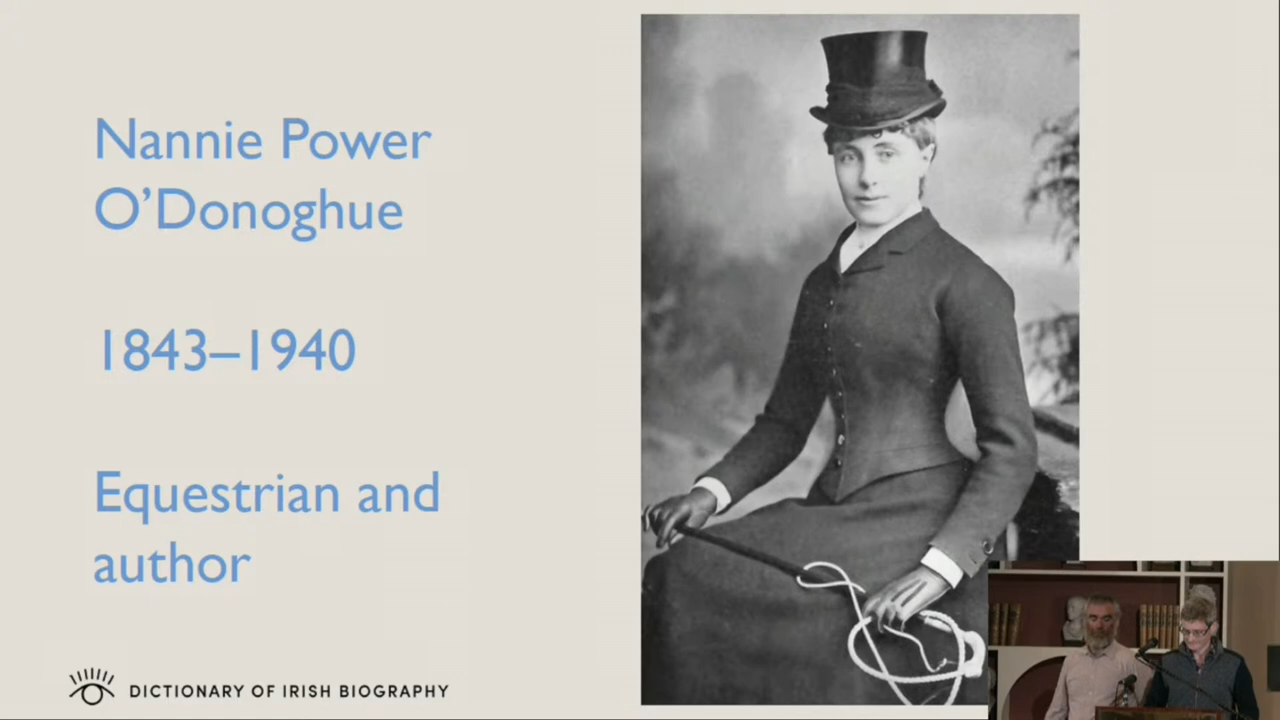 Nannie Power
O’Donoghue
1843–1940
Equestrian and
author
DICTIONARY OF IRISH BIOGRAPHY